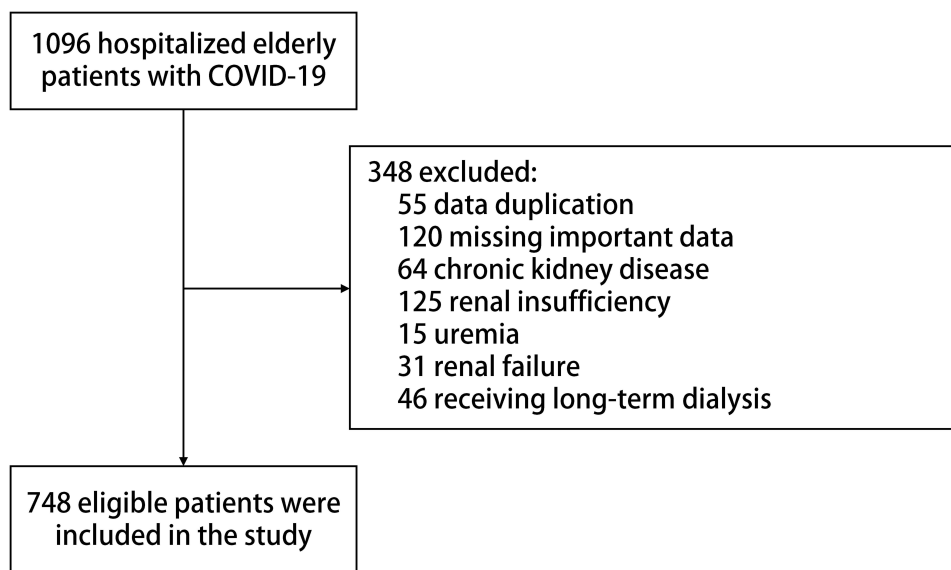 1096 hospitalized elderly
patients with COVID-19
348 excluded:
55 data duplication
120 missing important data
64 chronic kidney disease
125 renal insufficiency
15 uremia
31 renal failure
46 receiving long-term dialysis
748 eligible patients were
included in the study